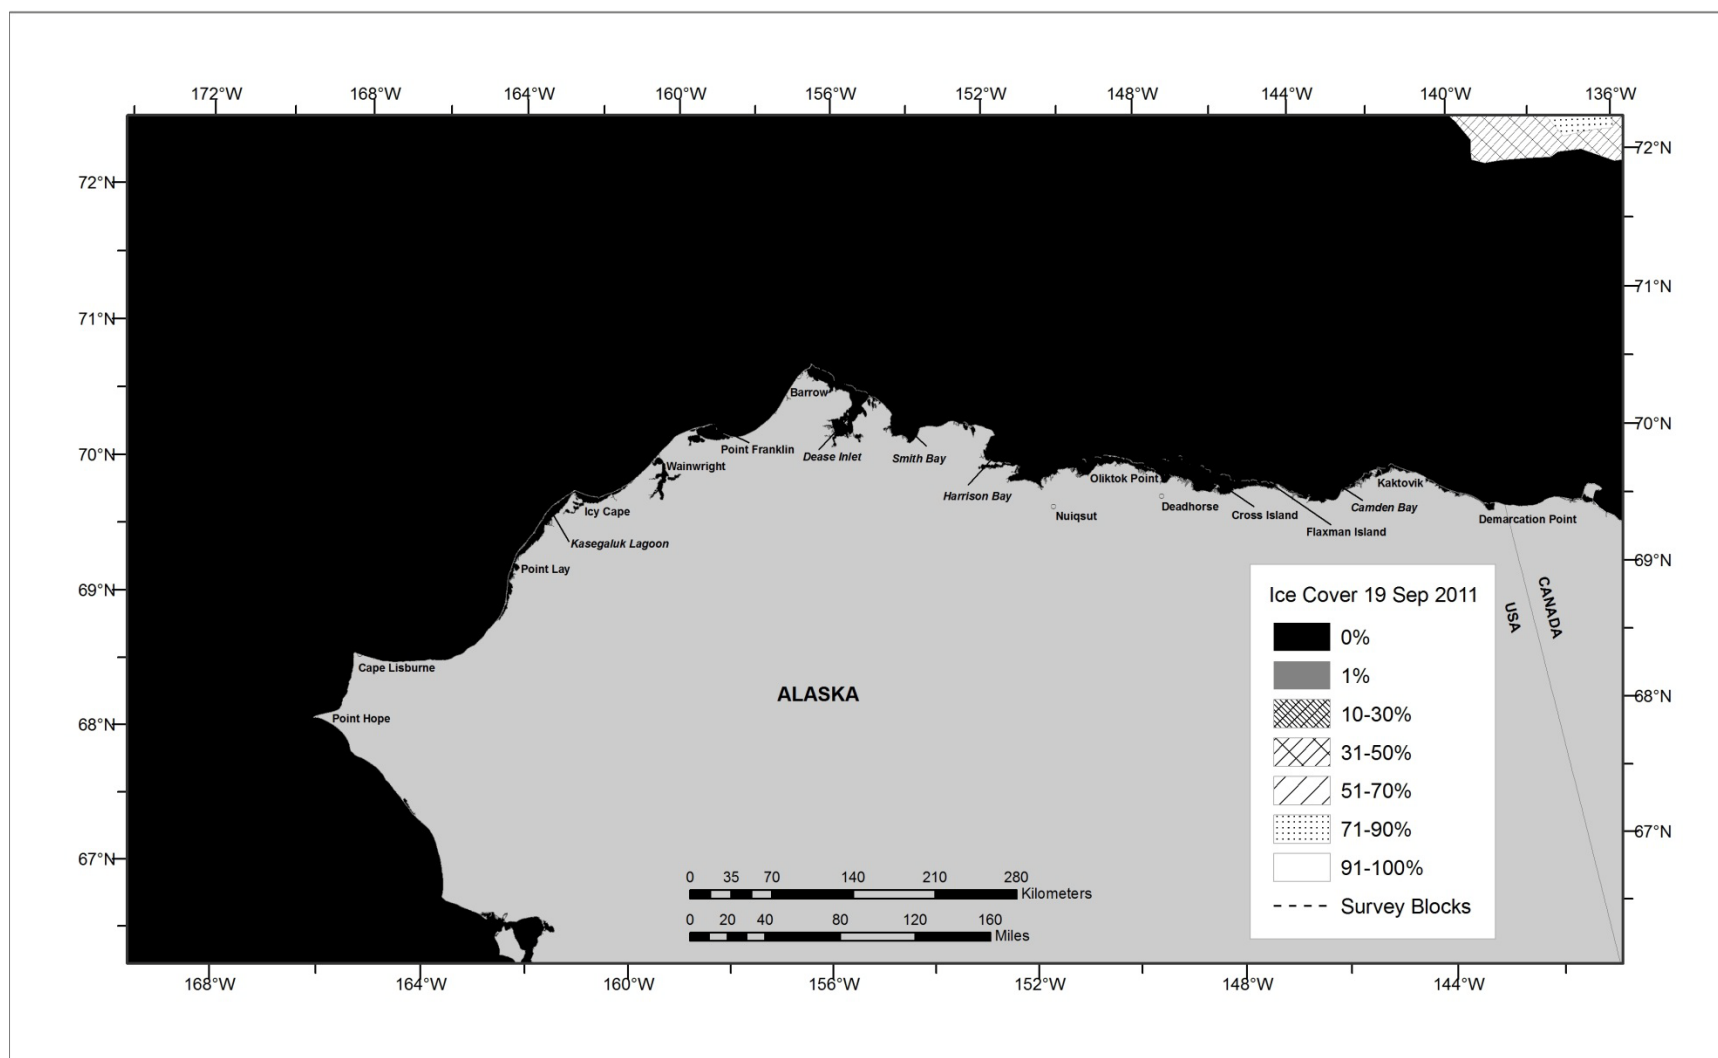 172°W 168°W 164°W 160°W 156°W 152°W 148°W 144°W 140°W 136°W
72°N
72°N
71°N
71°N
Barrow
70°N
Point Franklin
70°N
Dease Inlet
Smith Bay
Wainwright
Oliktok Point
Kaktovik
Harrison Bay
Icy Cape
Nuiqsut
Deadhorse
Cross Island
Camden Bay
Demarcation Point
Flaxman Island
Kasegaluk Lagoon
Point Lay
69°N
69°N
Cape Lisburne
Point Hope
68°N
68°N
ALASKA
USA
CANADA
67°N
67°N
Ice Cover 19 Sep 2011
0%
1%
10-30%
31-50%
51-70%
71-90%
91-100%
Survey Blocks
0 35 70 140 210 280
Kilometers
0 20 40 80 120 160
Miles
168°W 164°W 160°W 156°W 152°W 148°W 144°W